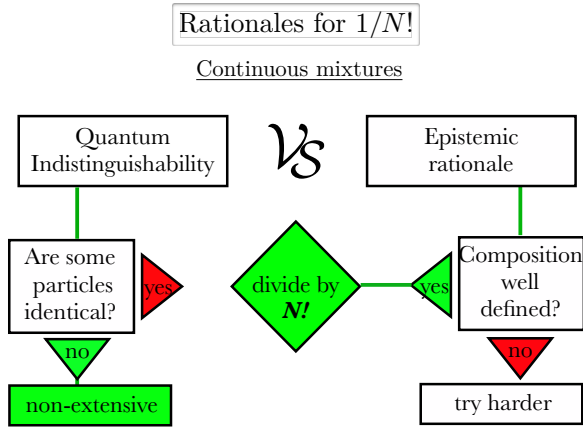 Rationales for 1/N!
Continuous mixtures
Quantum
Indistinguishability
VS
Epistemic
rationale
Are some
particles
identical?
yes
divide by
N!
yes
Composition
well
defined?
no
no
non-extensive
try harder